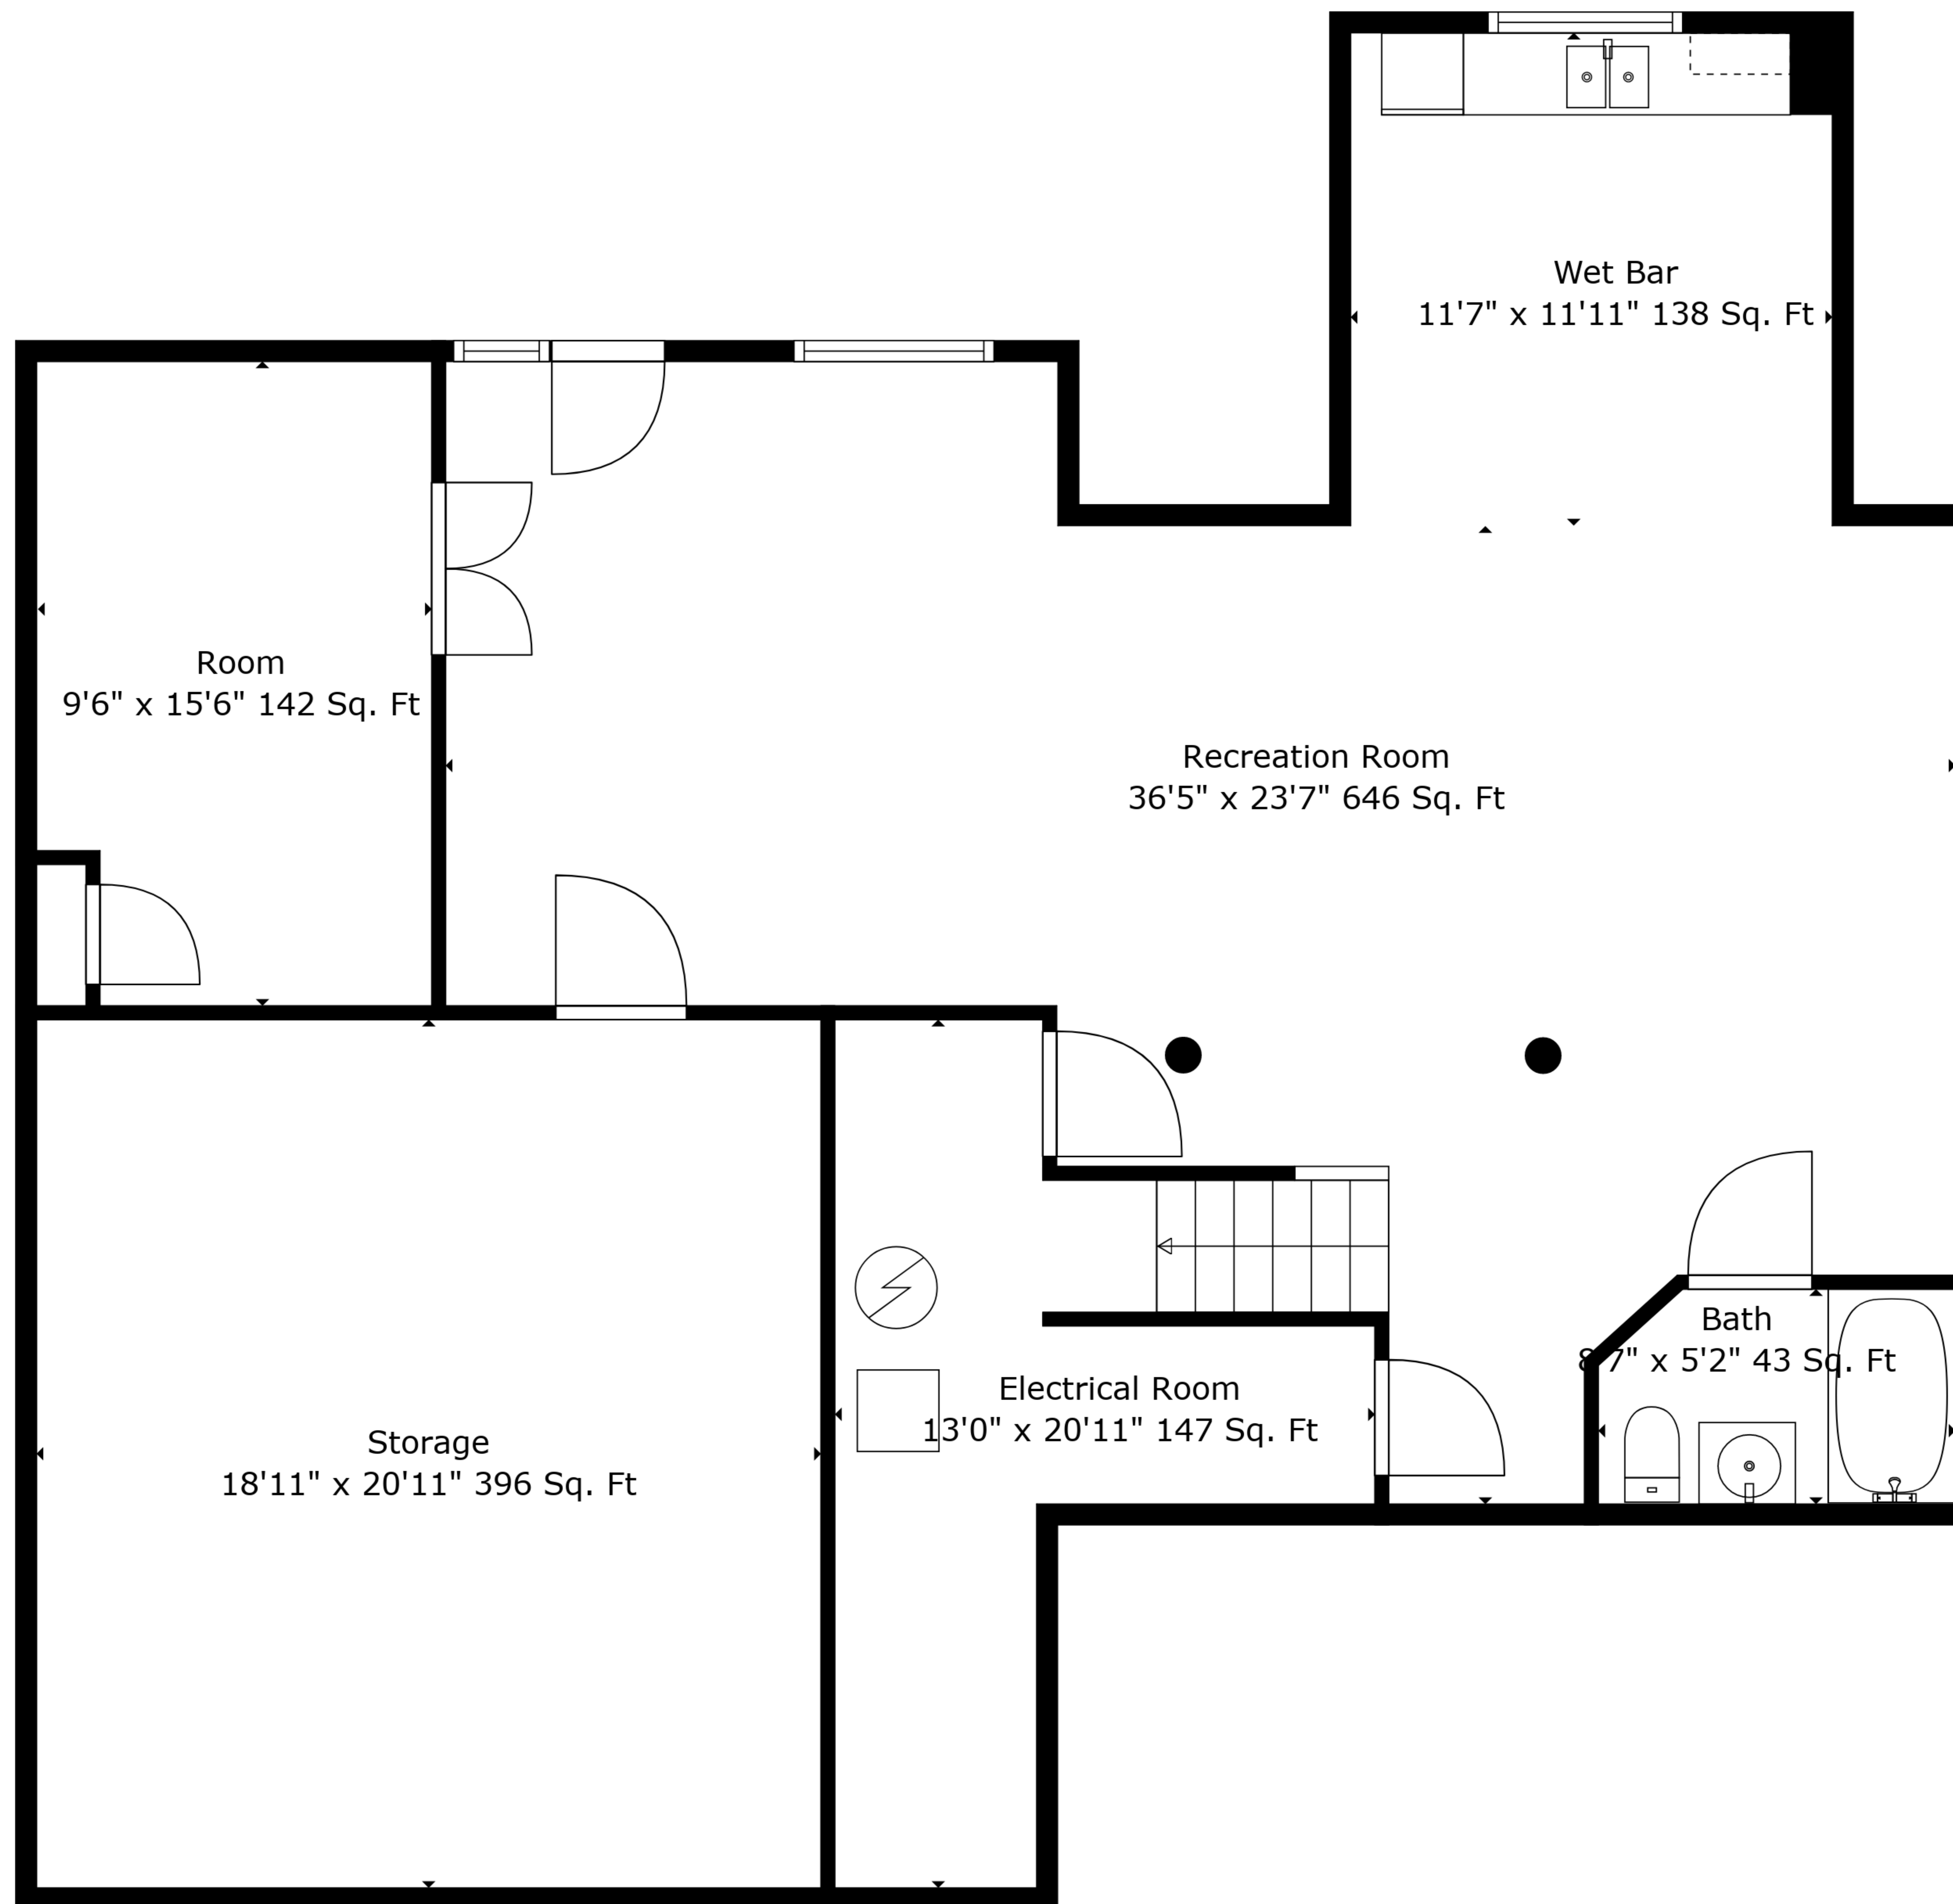 Wet Bar
11'7" x 11'11" 138 Sq. Ft
Room
9'6" x 15'6" 142 Sq. Ft
Recreation Room
36'5" x 23'7" 646 Sq. Ft
Bath
8'7" x 5'2" 43 Sq. Ft
Electrical Room
13'0" x 20'11" 147 Sq. Ft
Storage
18'11" x 20'11" 396 Sq. Ft